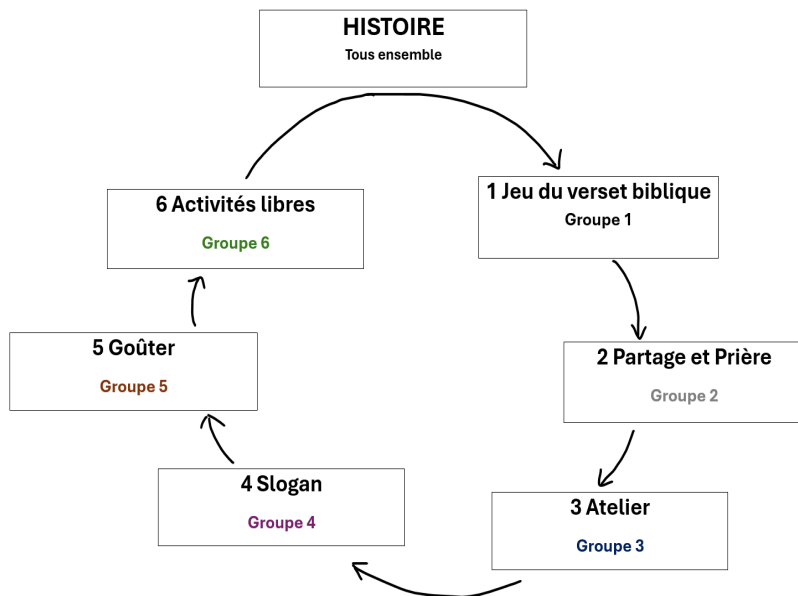 HISTOIRE
Tous ensemble
1 Jeu du verset biblique
Groupe 1
2 Partage et Prière
Groupe 2
3 Atelier
Groupe 3
4 Slogan
Groupe 4
5 Goûter
Groupe 5
6 Activités libres
Groupe 6